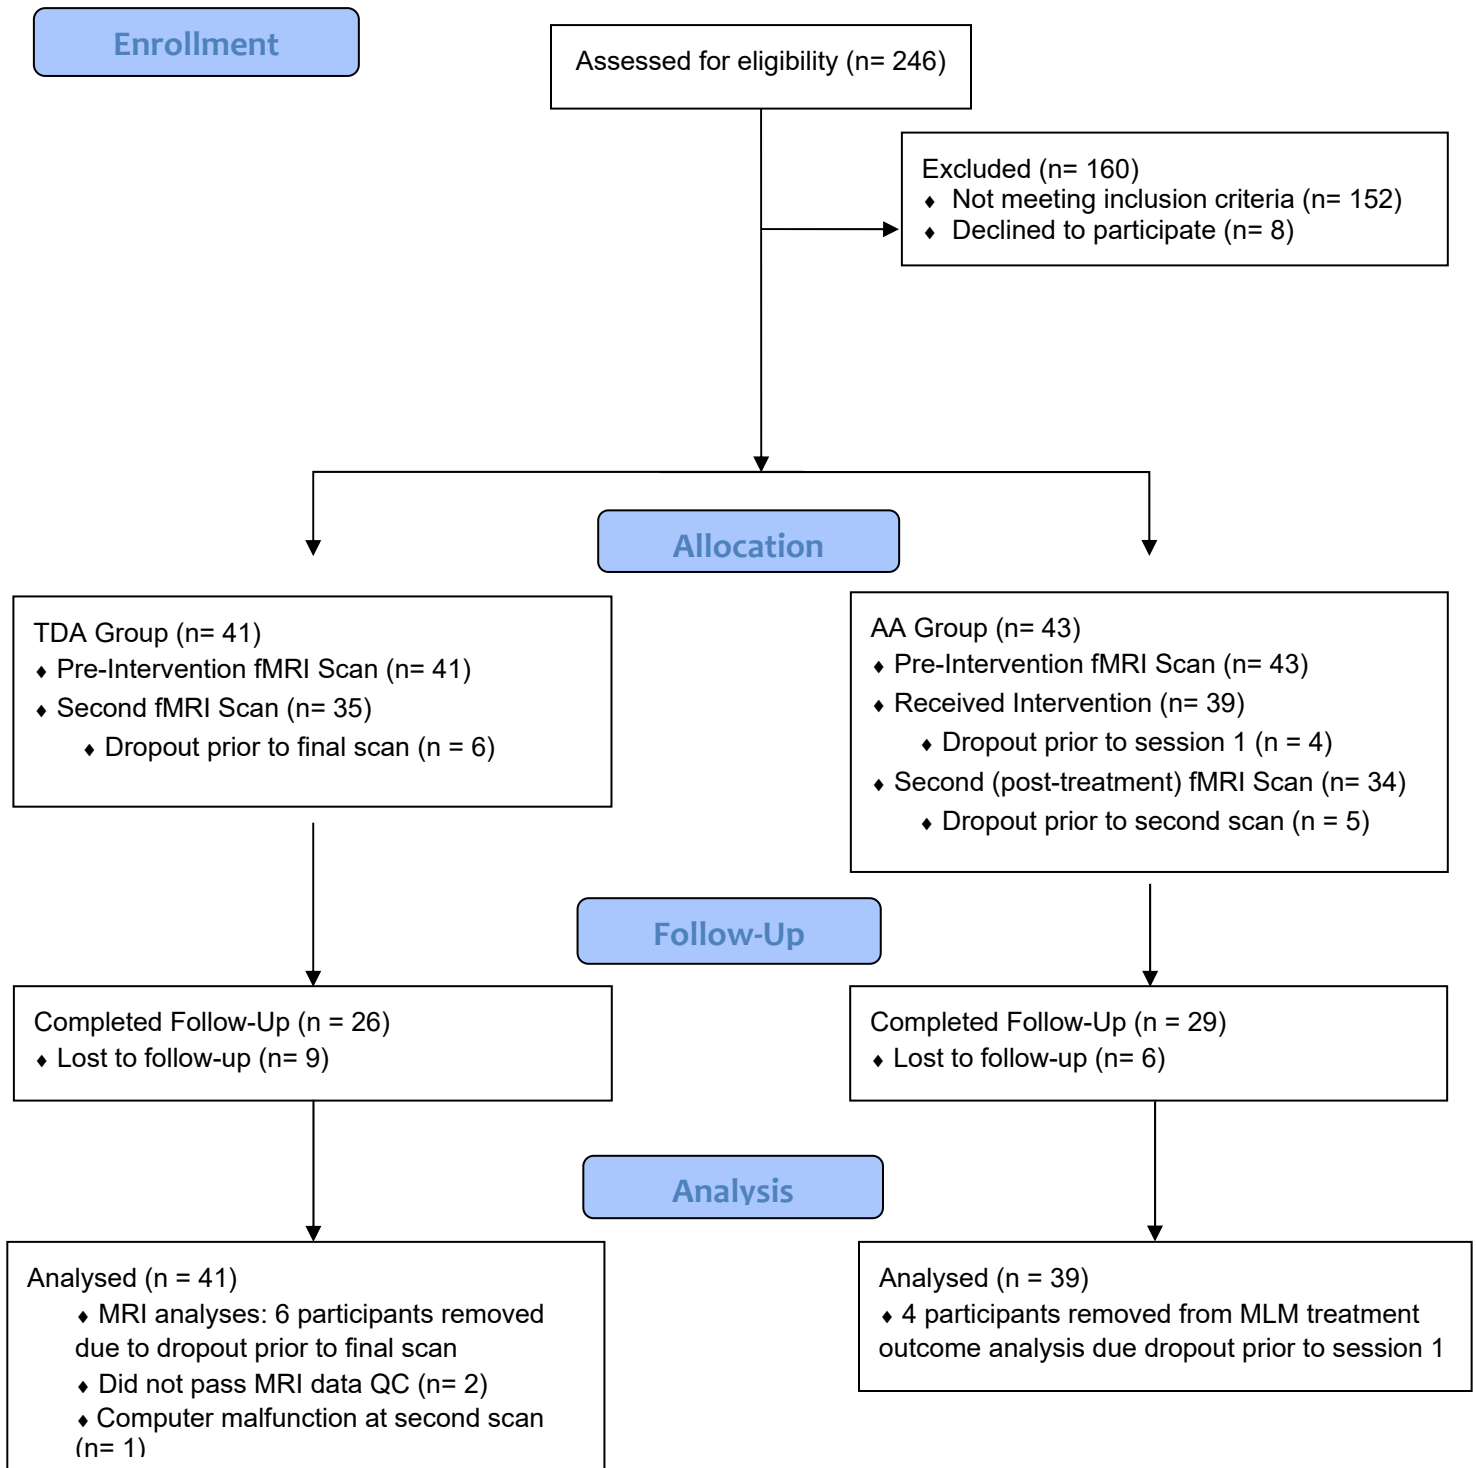 Enrollment
Assessed for eligibility (n= 246)
Excluded (n= 160)
♦ Not meeting inclusion criteria (n= 152)
♦ Declined to participate (n= 8)
Allocation
TDA Group (n= 41)
♦ Pre-Intervention fMRI Scan (n= 41)
♦ Second fMRI Scan (n= 35)
♦ Dropout prior to final scan (n = 6)
AA Group (n= 43)
♦ Pre-Intervention fMRI Scan (n= 43)
♦ Received Intervention (n= 39)
♦ Dropout prior to session 1 (n = 4)
♦ Second (post-treatment) fMRI Scan (n= 34)
♦ Dropout prior to second scan (n = 5)
Follow-Up
Completed Follow-Up (n = 26)
♦ Lost to follow-up (n= 9)
Completed Follow-Up (n = 29)
♦ Lost to follow-up (n= 6)
Analysis
Analysed (n = 41)
♦ MRI analyses: 6 participants removed
due to dropout prior to final scan
♦ Did not pass MRI data QC (n= 2)
♦ Computer malfunction at second scan
(n= 1)
Analysed (n = 39)
♦ 4 participants removed from MLM treatment
outcome analysis due dropout prior to session 1